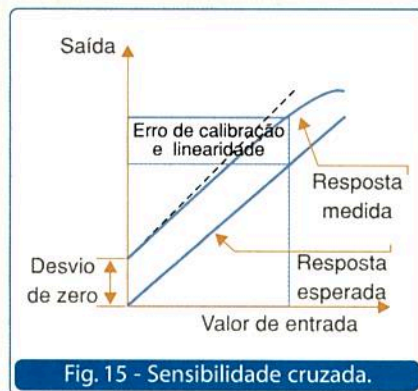 Saída
Erro de calibração
e linearidade
Resposta
medida
Desvio
de zero
Resposta
esperada
Valor de entrada
Fig. 15 - Sensibilidade cruzada.